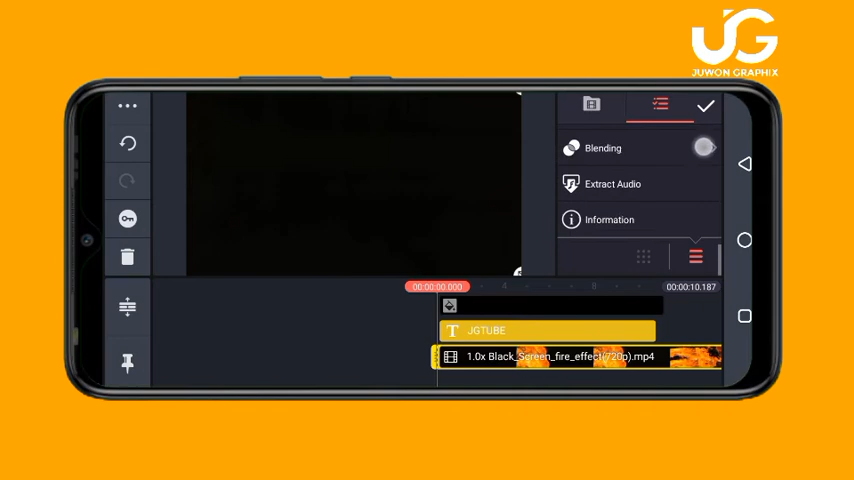 JG
JUWON GRAPHIX
Blending
Extract Audio
Information
00:00:00.000
4
8
00:00:10.187
T JGTUBE
1.0x Black_Screen_fire_effect(720p).mp4